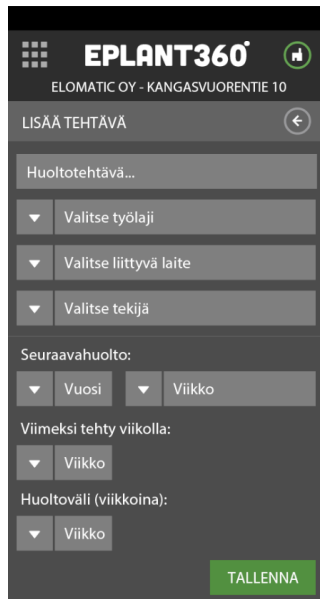 EPLANT360°
ELOMATIC OY - KANGASVUORENTIE 10
LISÄÄ TEHTÄVÄ
Huoltotehtävä...
Valitse työlaji
Valitse liittyvä laite
Valitse tekijä
Seuraavahuolto:
Vuosi Viikko
Viimeksi tehty viikolla:
Viikko
Huoltoväli (viikkoina):
Viikko
TALLENNA